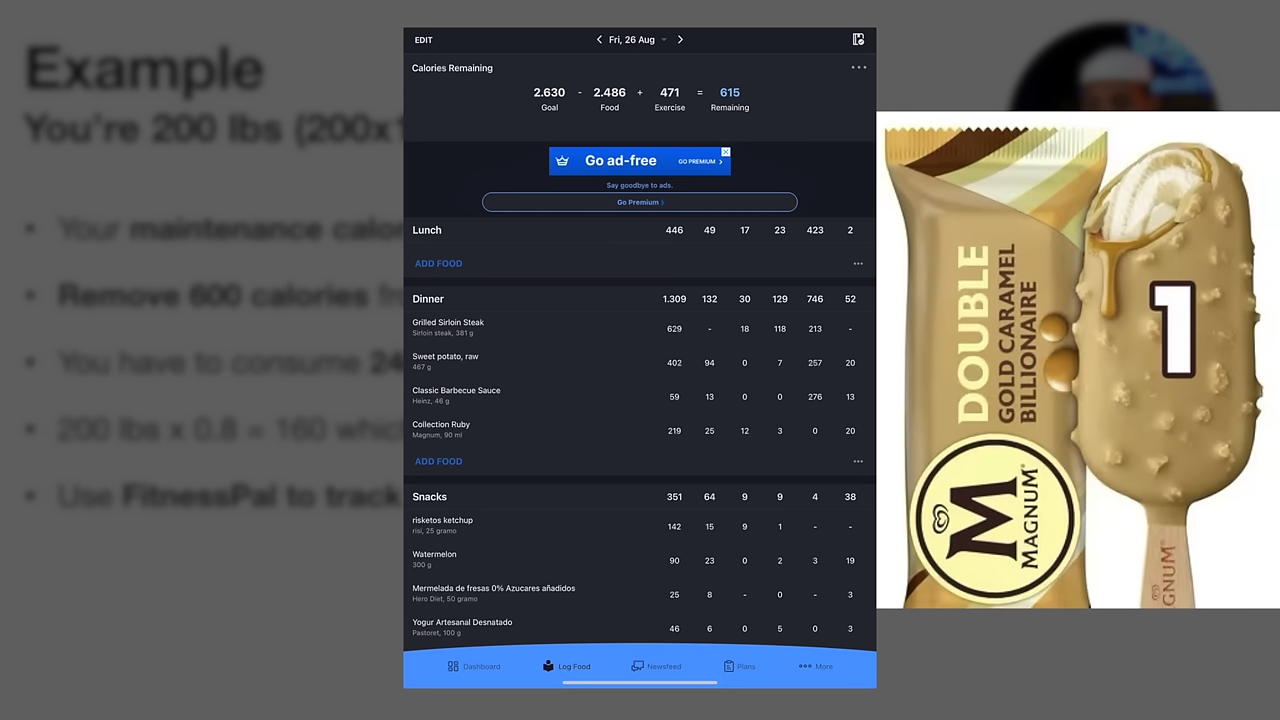 Example
You're 200 lbs (200x1
• Your maintenance calor
• Remove 600 calories fr
• You have to consume 24
• 200 lbs x 0.8 = 160 whic
• Use FitnessPal to track
EDIT
Fri, 26 Aug
Calories Remaining
2.630 - 2.486 + 471 = 615
Goal Food Exercise Remaining
Go ad-free GO PREMIUM
Say goodbye to ads.
Go Premium
Lunch 446 49 17 23 423 2
ADD FOOD
Dinner 1.309 132 30 129 746 52
Grilled Sirloin Steak
Sirloin steak, 381 g
629 - 18 118 213 -
Sweet potato, raw
467 g
402 94 0 7 257 20
Classic Barbecue Sauce
Heinz, 46 g
59 13 0 0 276 13
Collection Ruby
Magnum, 90 ml
219 25 12 3 0 20
ADD FOOD
Snacks 351 64 9 9 4 38
risketos ketchup
risi, 25 gramo
142 15 9 1 - -
Watermelon
300 g
90 23 0 2 3 19
Mermelada de fresas 0% Azucares añadidos
Hero Diet, 50 gramo
25 8 - 0 - 3
Yogur Artesanal Desnatado
Pastoret, 100 g
46 6 0 5 0 3
Dashboard
Log Food
Newsfeed
Plans
More
DOUBLE
GOLD CARAMEL
BILLIONAIRE
M
MAGNUM
1
GNUM